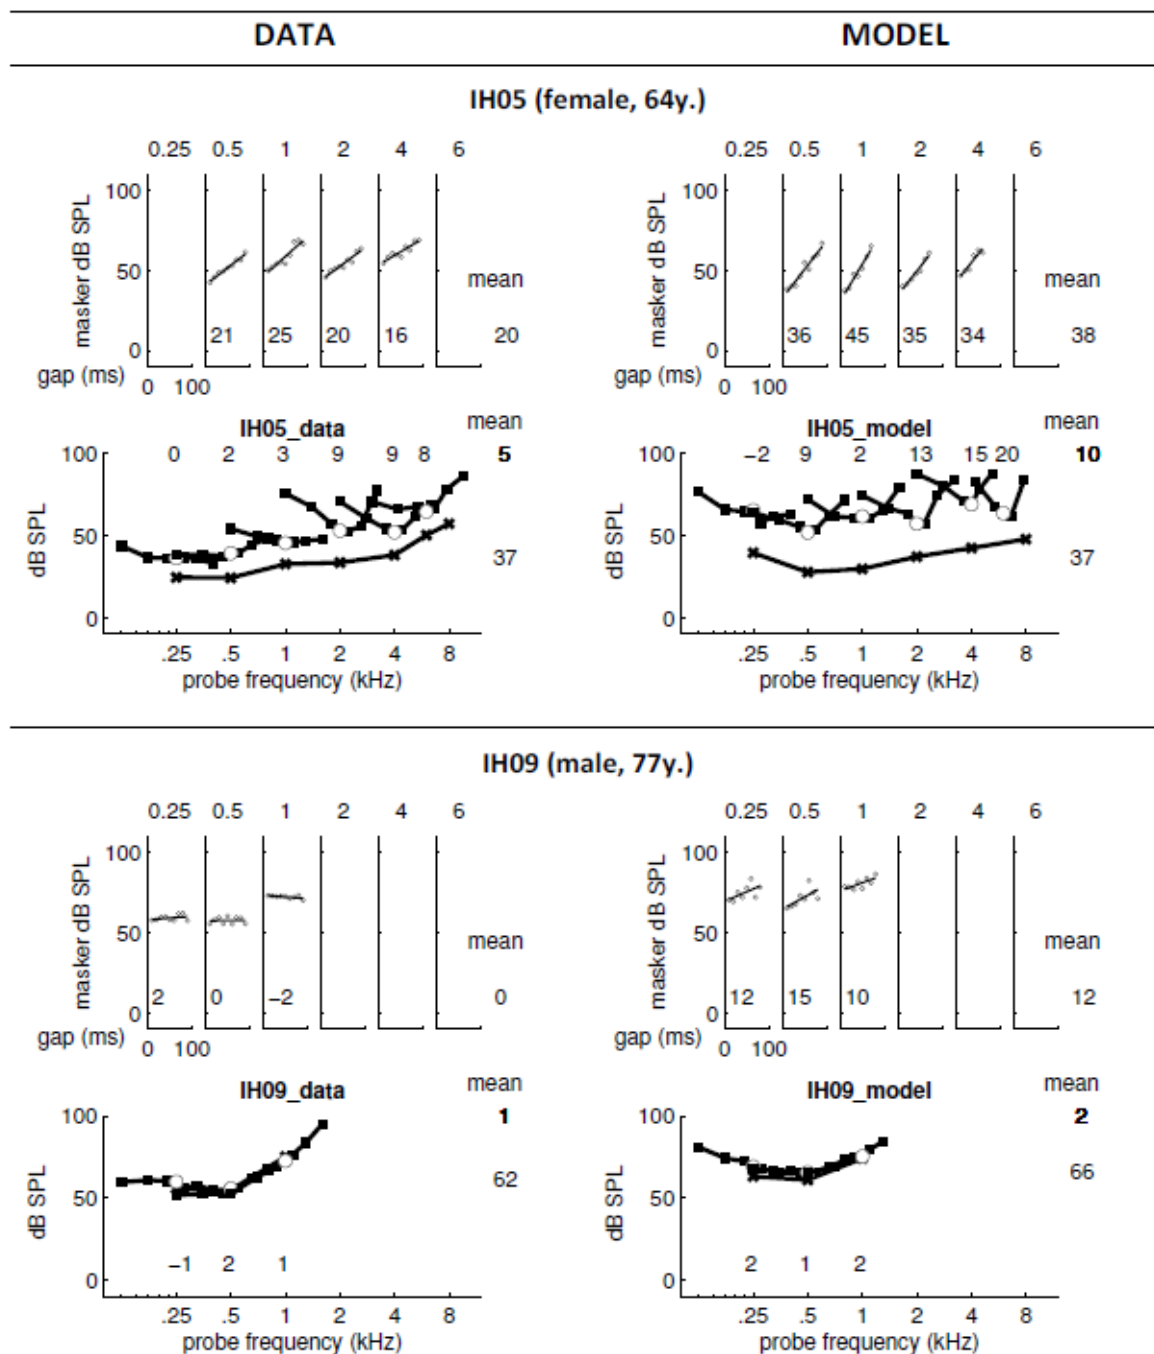 DATA MODEL
IH05 (female, 64y.)
0.25 0.5 1 2 4 6 0.25 0.5 1 2 4 6
masker dB SPL 100 50 0 masker dB SPL 100 50 0
mean mean
21 25 20 16 20 36 45 35 34 38
gap (ms) 0 100 gap (ms) 0 100
IH05_data mean IH05_model mean
100 0 2 3 9 9 8 5 100 -2 9 2 13 15 20 10
dB SPL 50 37 dB SPL 50 37
0 0
.25 .5 1 2 4 8 .25 .5 1 2 4 8
probe frequency (kHz) probe frequency (kHz)
IH09 (male, 77y.)
0.25 0.5 1 2 4 6 0.25 0.5 1 2 4 6
masker dB SPL 100 50 0 masker dB SPL 100 50 0
mean mean
2 0 -2 0 12 15 10 12
gap (ms) 0 100 gap (ms) 0 100
IH09_data mean IH09_model mean
100 1 100 2
dB SPL 50 62 dB SPL 50 66
-1 2 1 2 1 2
0 0
.25 .5 1 2 4 8 .25 .5 1 2 4 8
probe frequency (kHz) probe frequency (kHz)